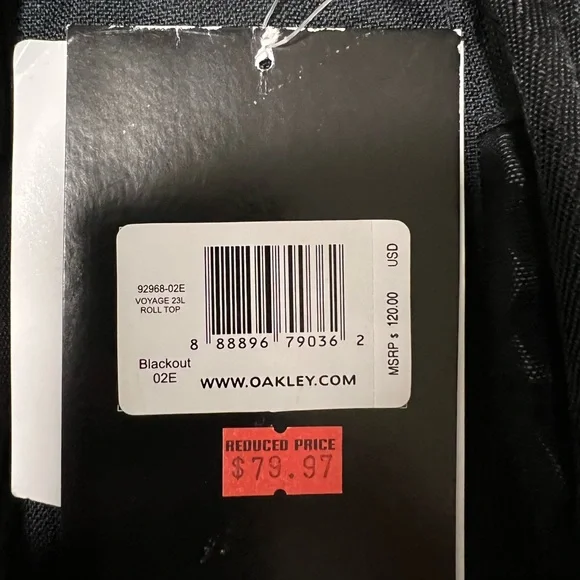 92968-02E
VOYAGE 23L
ROLL TOP
8 88896 79036 2
Blackout
02E
WWW.OAKLEY.COM
MSRP $ 120.00 USD
REDUCED PRICE
$79.97